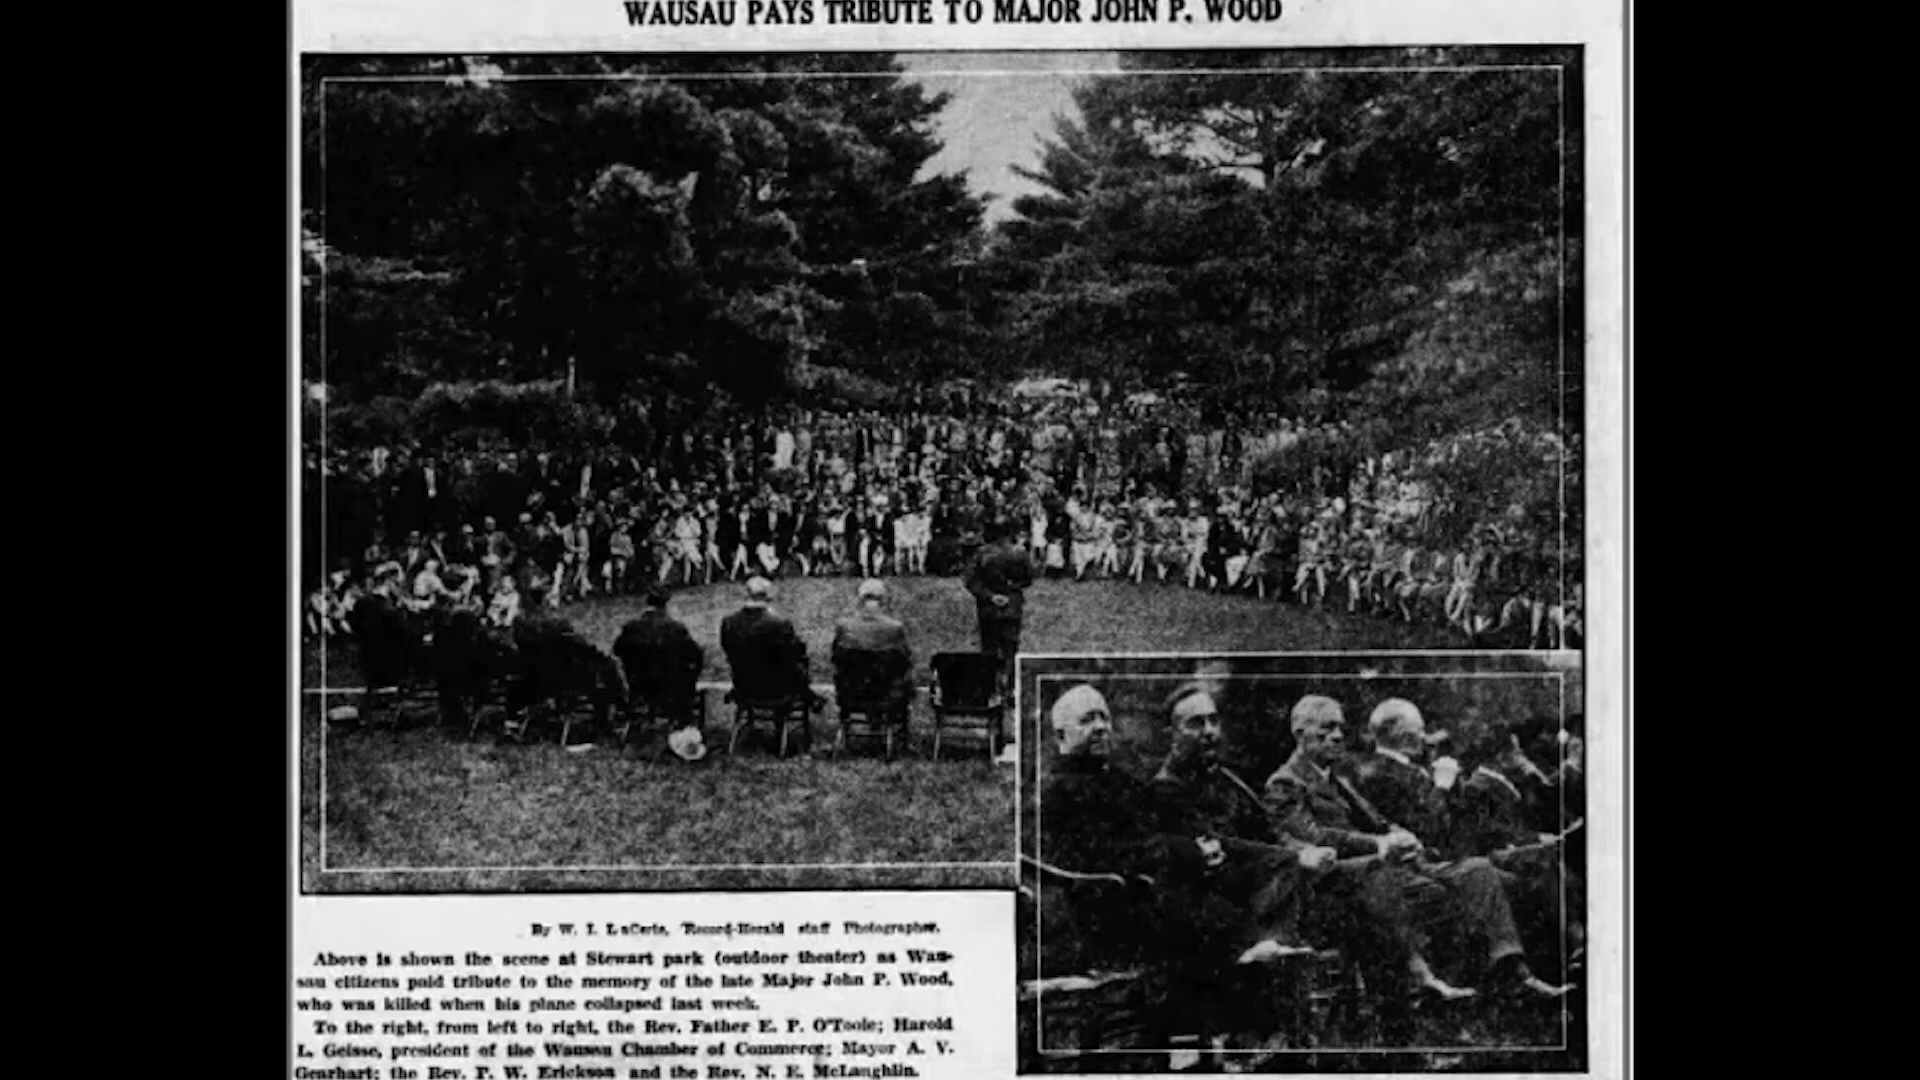 WAUSAU PAYS TRIBUTE TO MAJOR JOHN P. WOOD
By W. I. LaCerte, Record-Herald staff Photographer.
Above is shown the scene at Stewart park (outdoor theater) as Wau-
sau citizens paid tribute to the memory of the late Major John P. Wood,
who was killed when his plane collapsed last week.
To the right, from left to right, the Rev. Father E. P. O'Toole; Harold
L. Geisse, president of the Wausau Chamber of Commerce; Mayor A. V.
Gearhart; the Rev. P. W. Erickson and the Rev. N. E. McLaughlin.